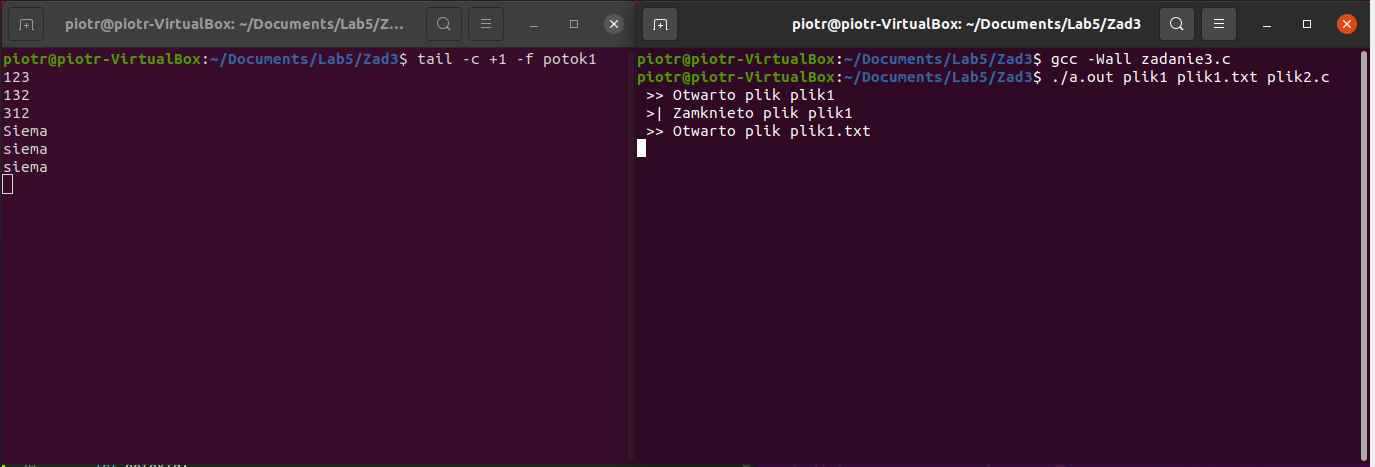 piotr@piotr-VirtualBox: ~/Documents/Lab5/Z...
piotr@piotr-VirtualBox:~/Documents/Lab5/Zad3$ tail -c +1 -f potok1
123
132
312
Siema
siema
siema
piotr@piotr-VirtualBox: ~/Documents/Lab5/Zad3
piotr@piotr-VirtualBox:~/Documents/Lab5/Zad3$ gcc -Wall zadanie3.c
piotr@piotr-VirtualBox:~/Documents/Lab5/Zad3$ ./a.out plik1 plik1.txt plik2.c
>> Otwarto plik plik1
>| Zamknieto plik plik1
>> Otwarto plik plik1.txt